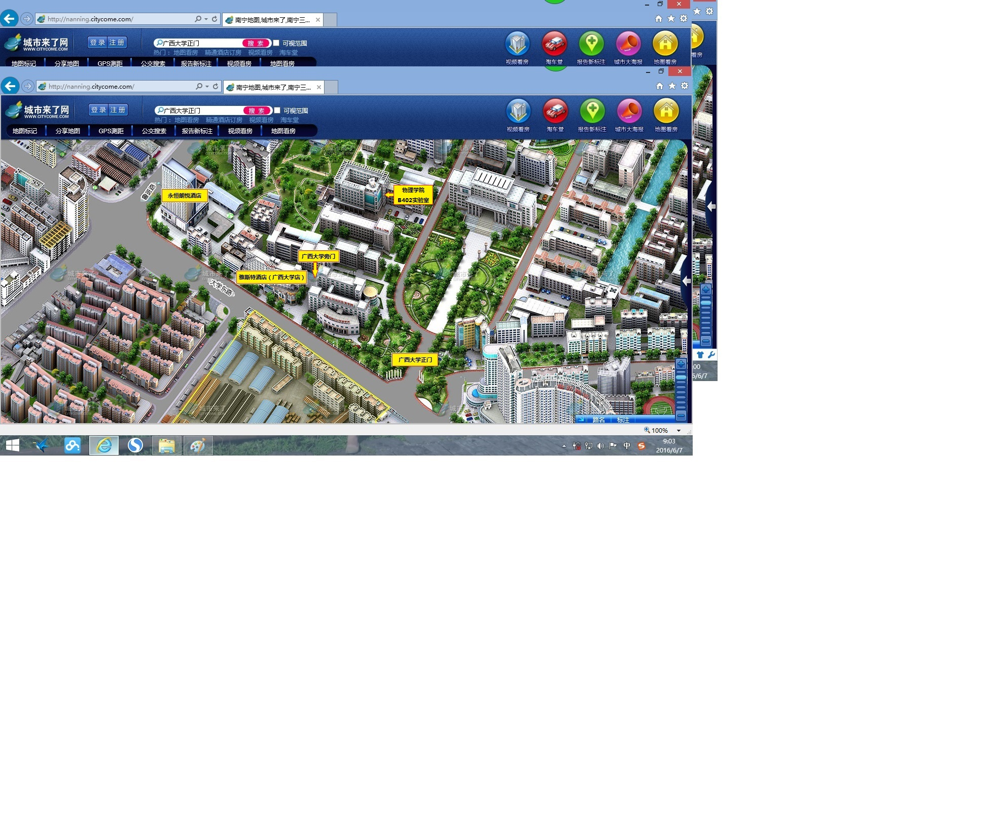 http://nanning.citycome.com/
南宁地图,城市来了,南宁三...
城市来了网
WWW.CITYCOME.COM
登录 注册
广西大学正门
搜 索
可视范围
热门： 地图看房 精通酒店订房 视频看房 淘车堂
视频看房
淘车堂
报告新标注
城市大海报
地图看房
看房
地图标记 分享地图 GPS测距 公交搜索 报告新标注 视频看房 地图看房
http://nanning.citycome.com/
南宁地图,城市来了,南宁三...
城市来了网
WWW.CITYCOME.COM
登录 注册
广西大学正门
搜 索
可视范围
热门： 地图看房 精通酒店订房 视频看房 淘车堂
视频看房
淘车堂
报告新标注
城市大海报
地图看房
地图标记 分享地图 GPS测距 公交搜索 报告新标注 视频看房 地图看房
永恒朗悦酒店
物理学院
B402实验室
广西大学旁门
雅斯特酒店（广西大学店）
大学东路
广西大学正门
城市来了
CITYCOME.COM
路名 标注
:00
6/6/7
100%
中
9:03
2016/6/7